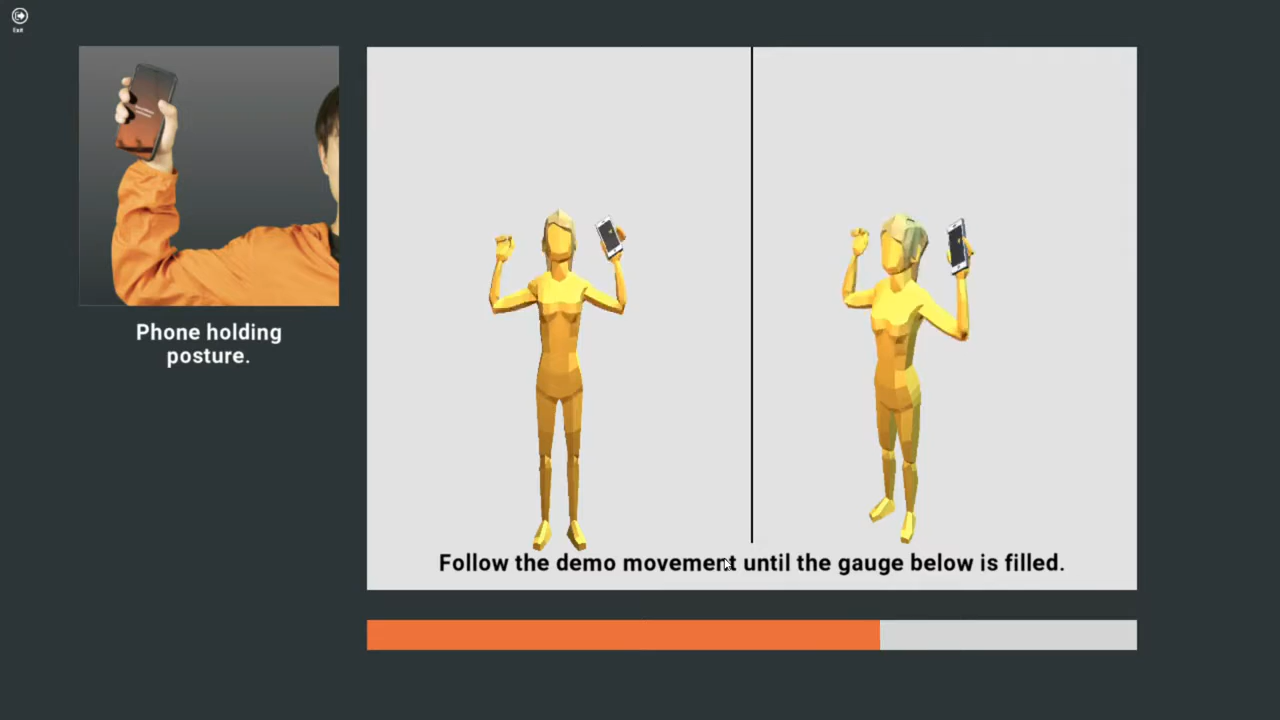 Exit
Phone holding
posture.
Follow the demo movement until the gauge below is filled.